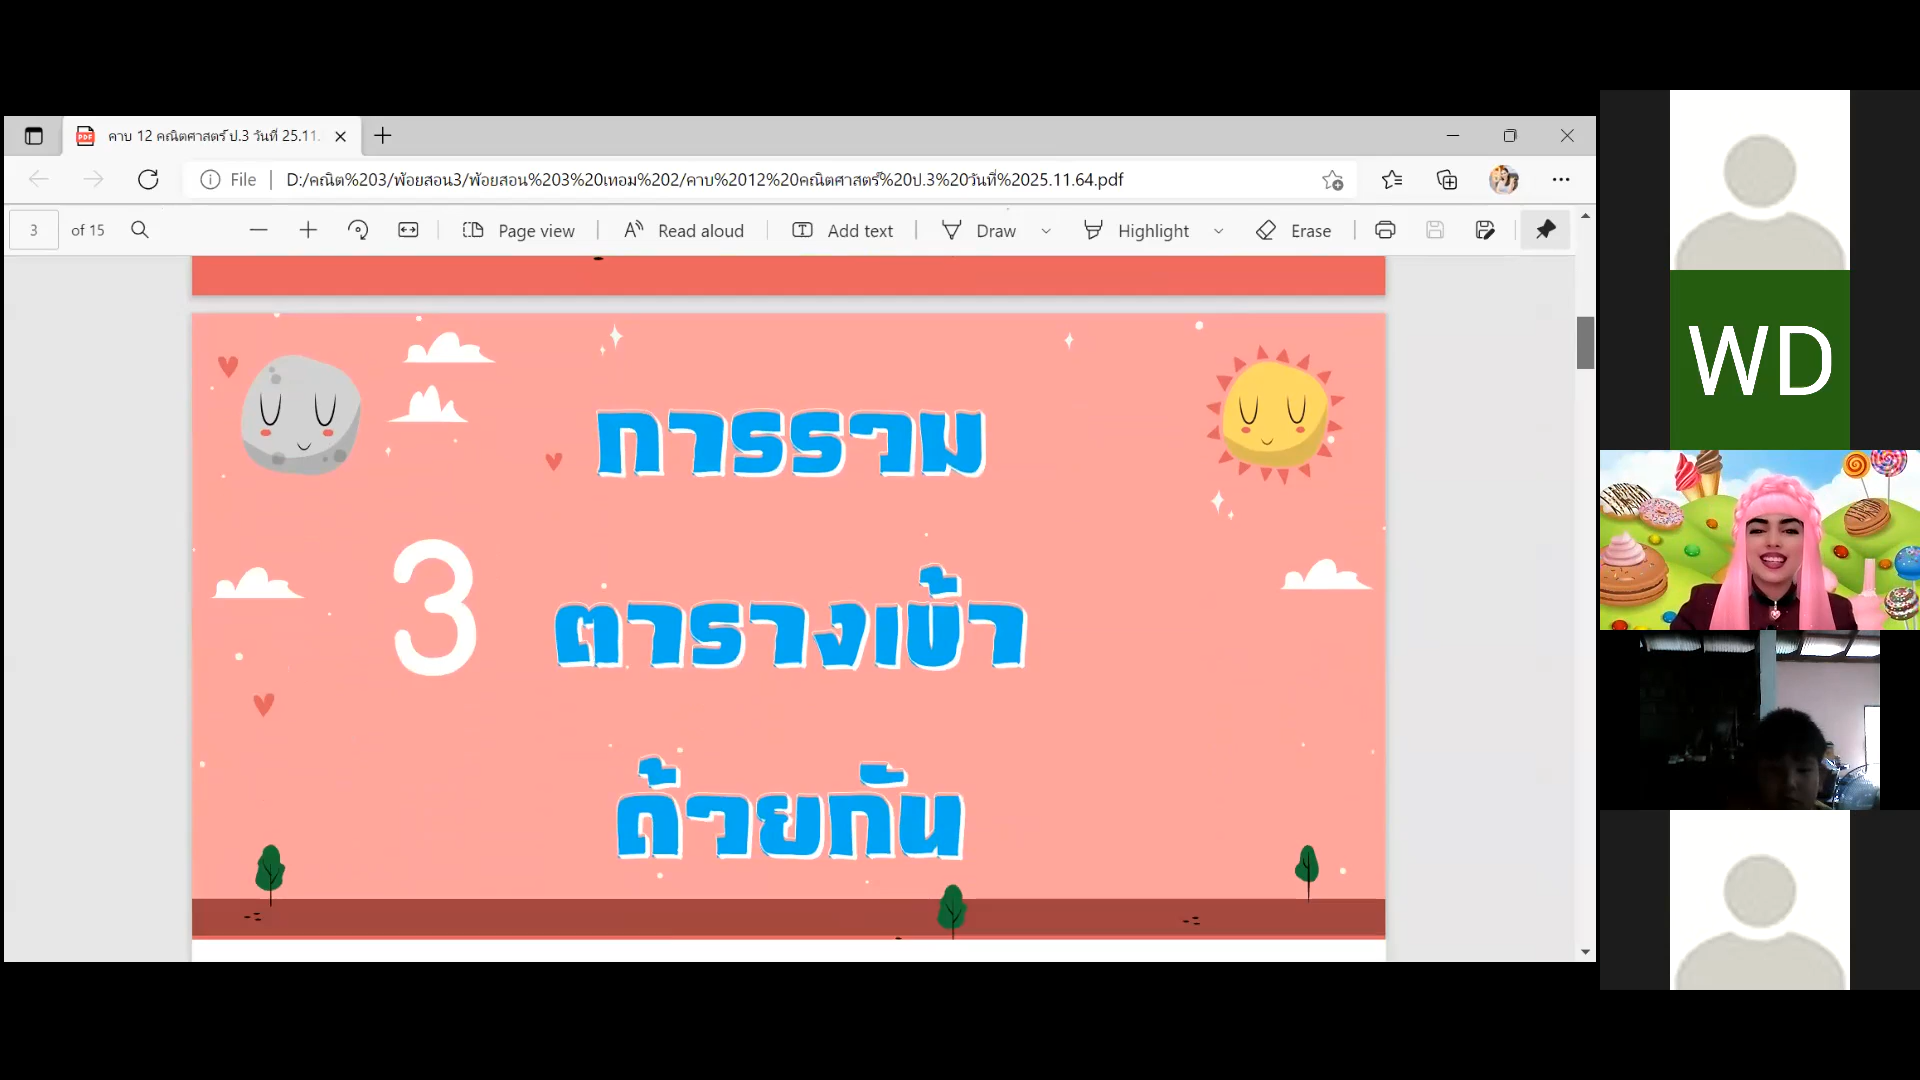 คาบ 12 คณิตศาสตร์ ป.3 วันที่ 25.11.
File
D:/คณิต%203/พ้อยสอน3/พ้อยสอน%203%20เทอม%202/คาบ%2012%20คณิตศาสตร์%20ป.3%20วันที่%2025.11.64.pdf
3 of 15
Page view
Read aloud
Add text
Draw
Highlight
Erase
การรวม
3 ตารางเข้า
ด้วยกัน
WD